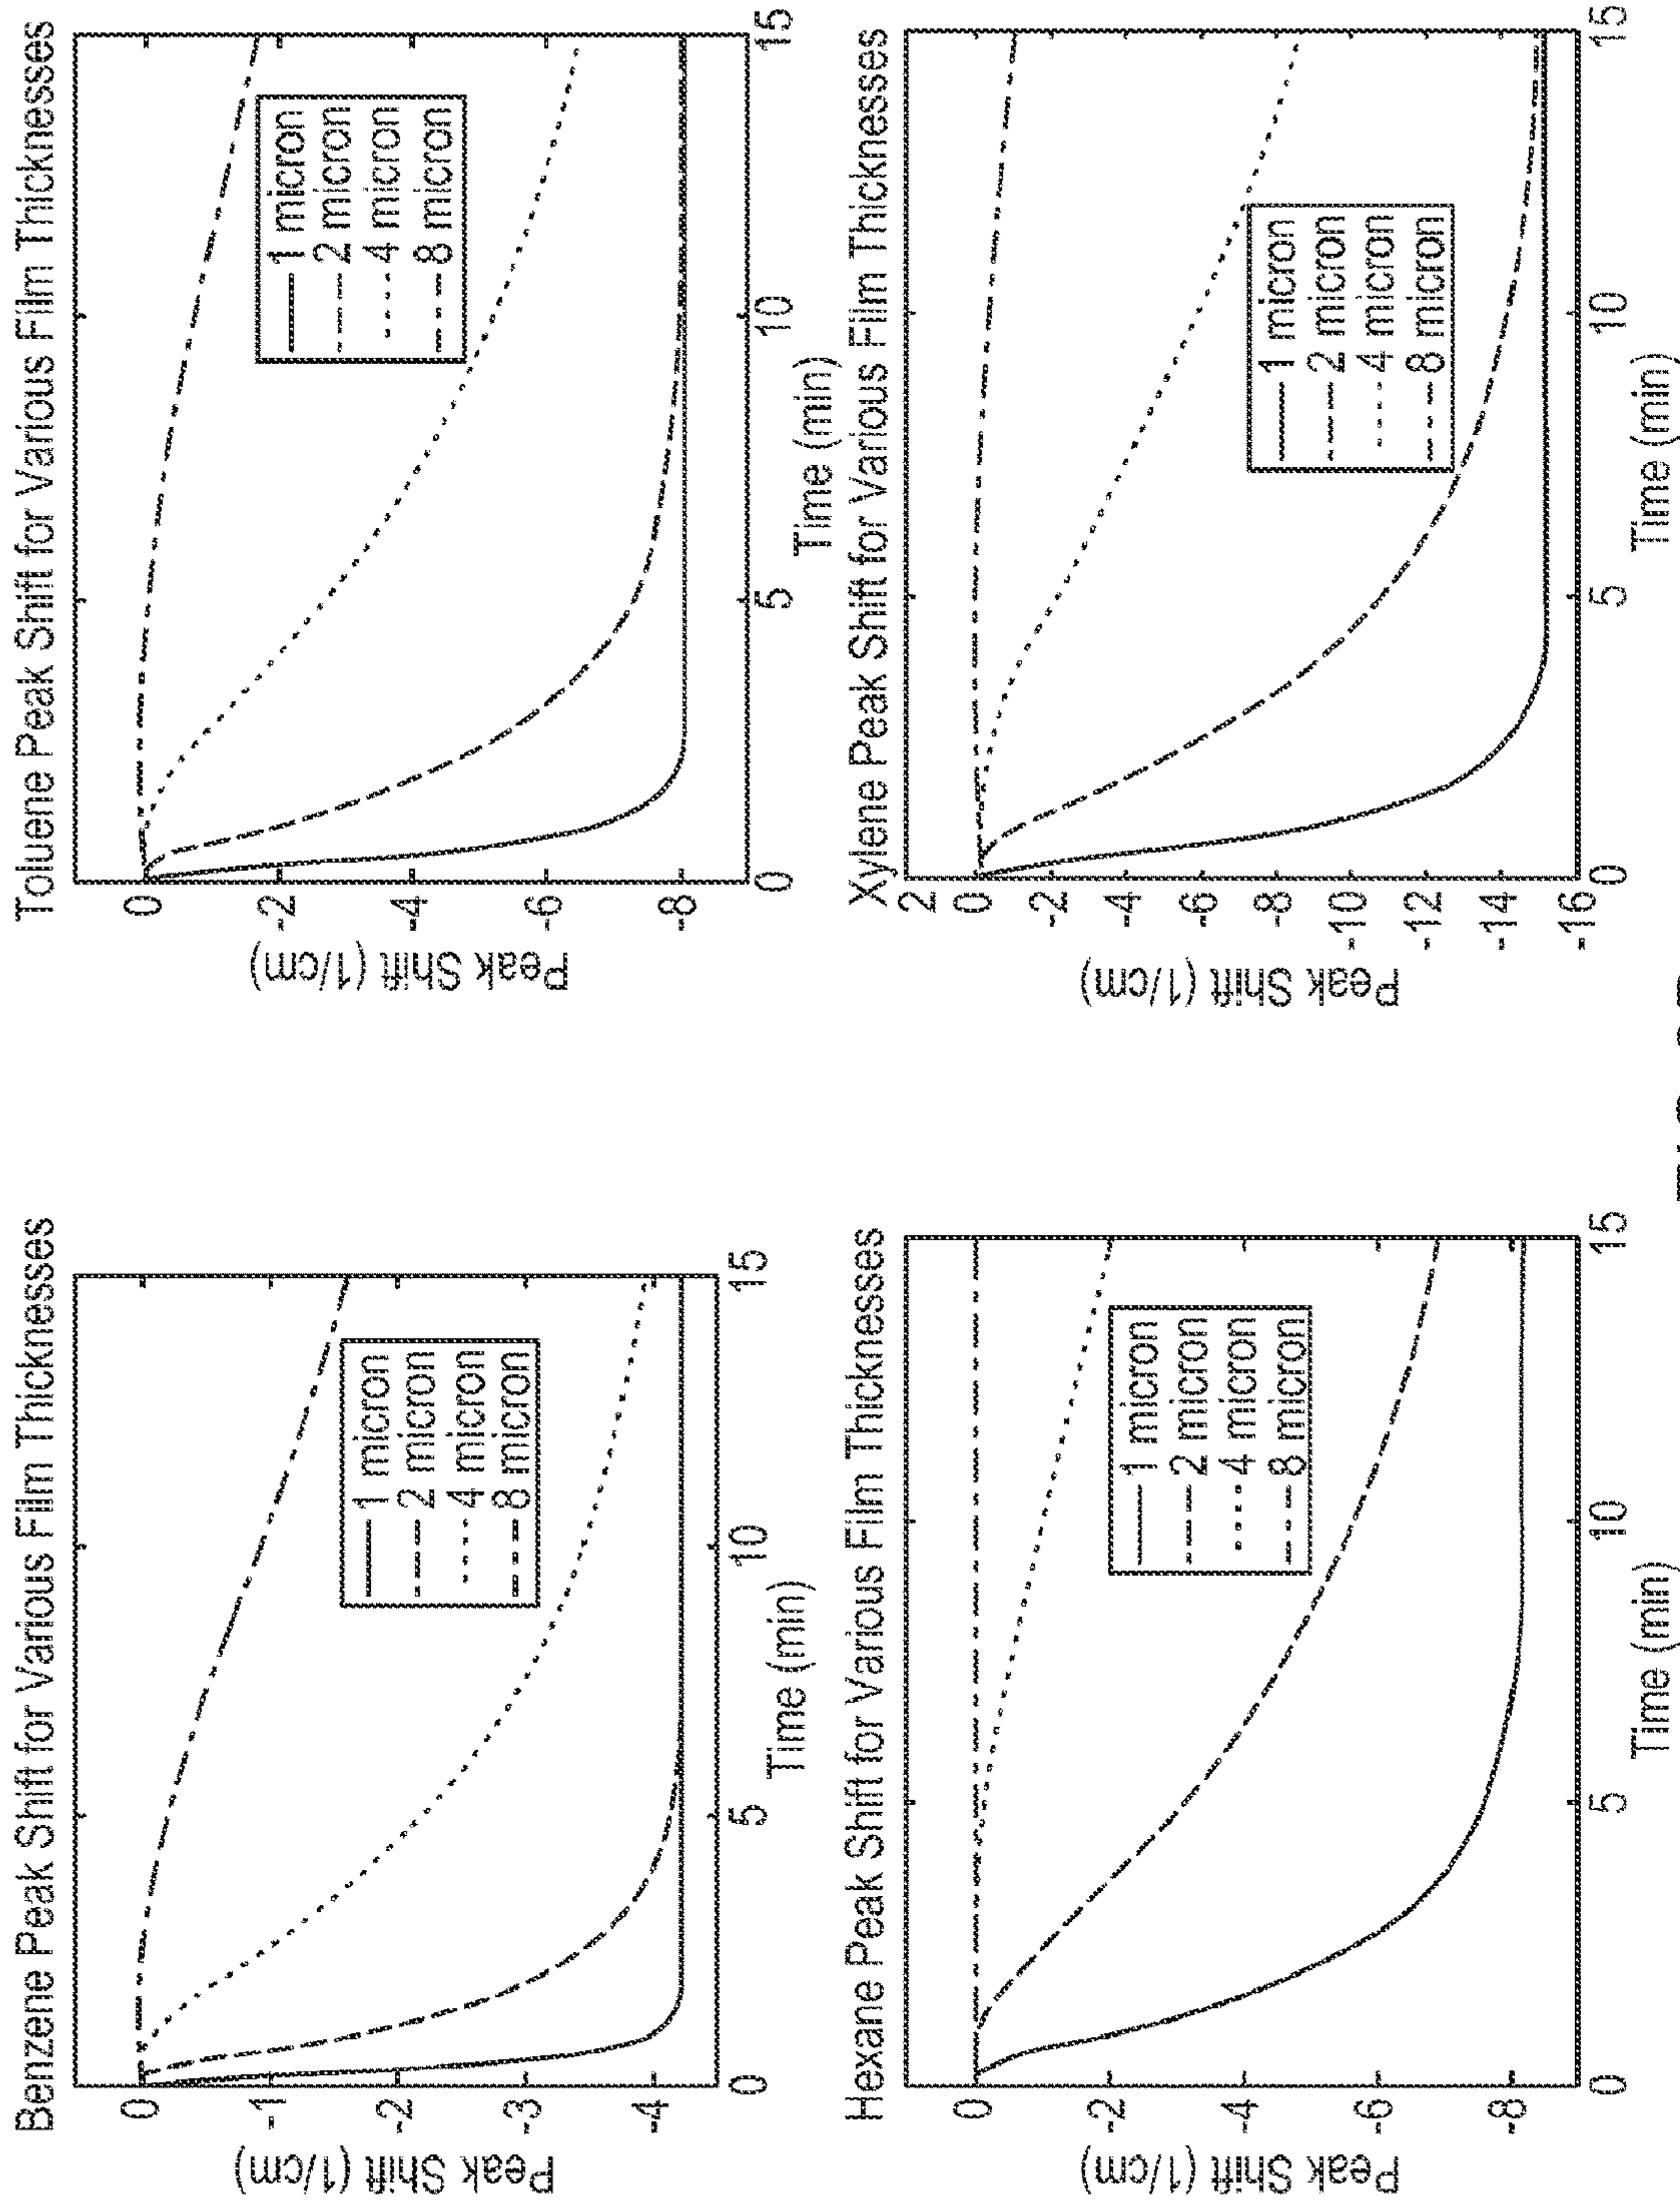 Benzene Peak Shift for Various Film Thicknesses
Peak Shift (1/cm)
0
-1
-2
-3
-4
0
5
10
15
Time (min)
1 micron
2 micron
4 micron
8 micron
Toluene Peak Shift for Various Film Thicknesses
Peak Shift (1/cm)
0
-2
-4
-6
-8
0
5
10
15
Time (min)
1 micron
2 micron
4 micron
8 micron
Hexane Peak Shift for Various Film Thicknesses
Peak Shift (1/cm)
0
-2
-4
-6
-8
0
5
10
15
Time (min)
1 micron
2 micron
4 micron
8 micron
Xylene Peak Shift for Various Film Thicknesses
Peak Shift (1/cm)
2
0
-2
-4
-6
-8
-10
-12
-14
-16
0
5
10
15
Time (min)
1 micron
2 micron
4 micron
8 micron